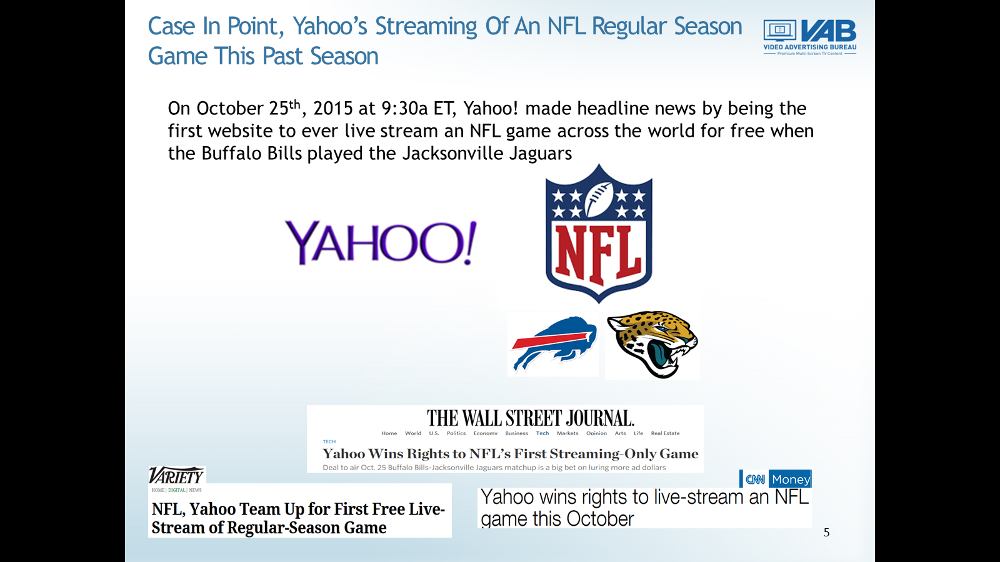 Case In Point, Yahoo’s Streaming Of An NFL Regular Season
Game This Past Season
VAB
VIDEO ADVERTISING BUREAU
Premium Multi-Screen TV Content
On October 25th, 2015 at 9:30a ET, Yahoo! made headline news by being the
first website to ever live stream an NFL game across the world for free when
the Buffalo Bills played the Jacksonville Jaguars
YAHOO!
NFL
THE WALL STREET JOURNAL.
Home World U.S. Politics Economy Business Tech Markets Opinion Arts Life Real Estate
TECH
Yahoo Wins Rights to NFL’s First Streaming-Only Game
Deal to air Oct. 25 Buffalo Bills-Jacksonville Jaguars matchup is a big bet on luring more ad dollars
VARIETY
HOME | DIGITAL | NEWS
NFL, Yahoo Team Up for First Free Live-
Stream of Regular-Season Game
CNN Money
Yahoo wins rights to live-stream an NFL
game this October
5